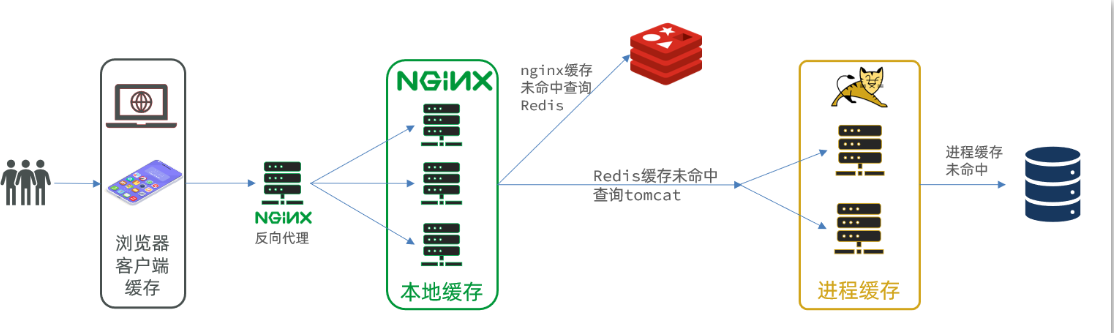 浏览器
客户端
缓存
NGINX
反向代理
NGINX
本地缓存
nginx缓存
未命中查询
Redis
Redis缓存未命中
查询tomcat
进程缓存
进程缓存
未命中